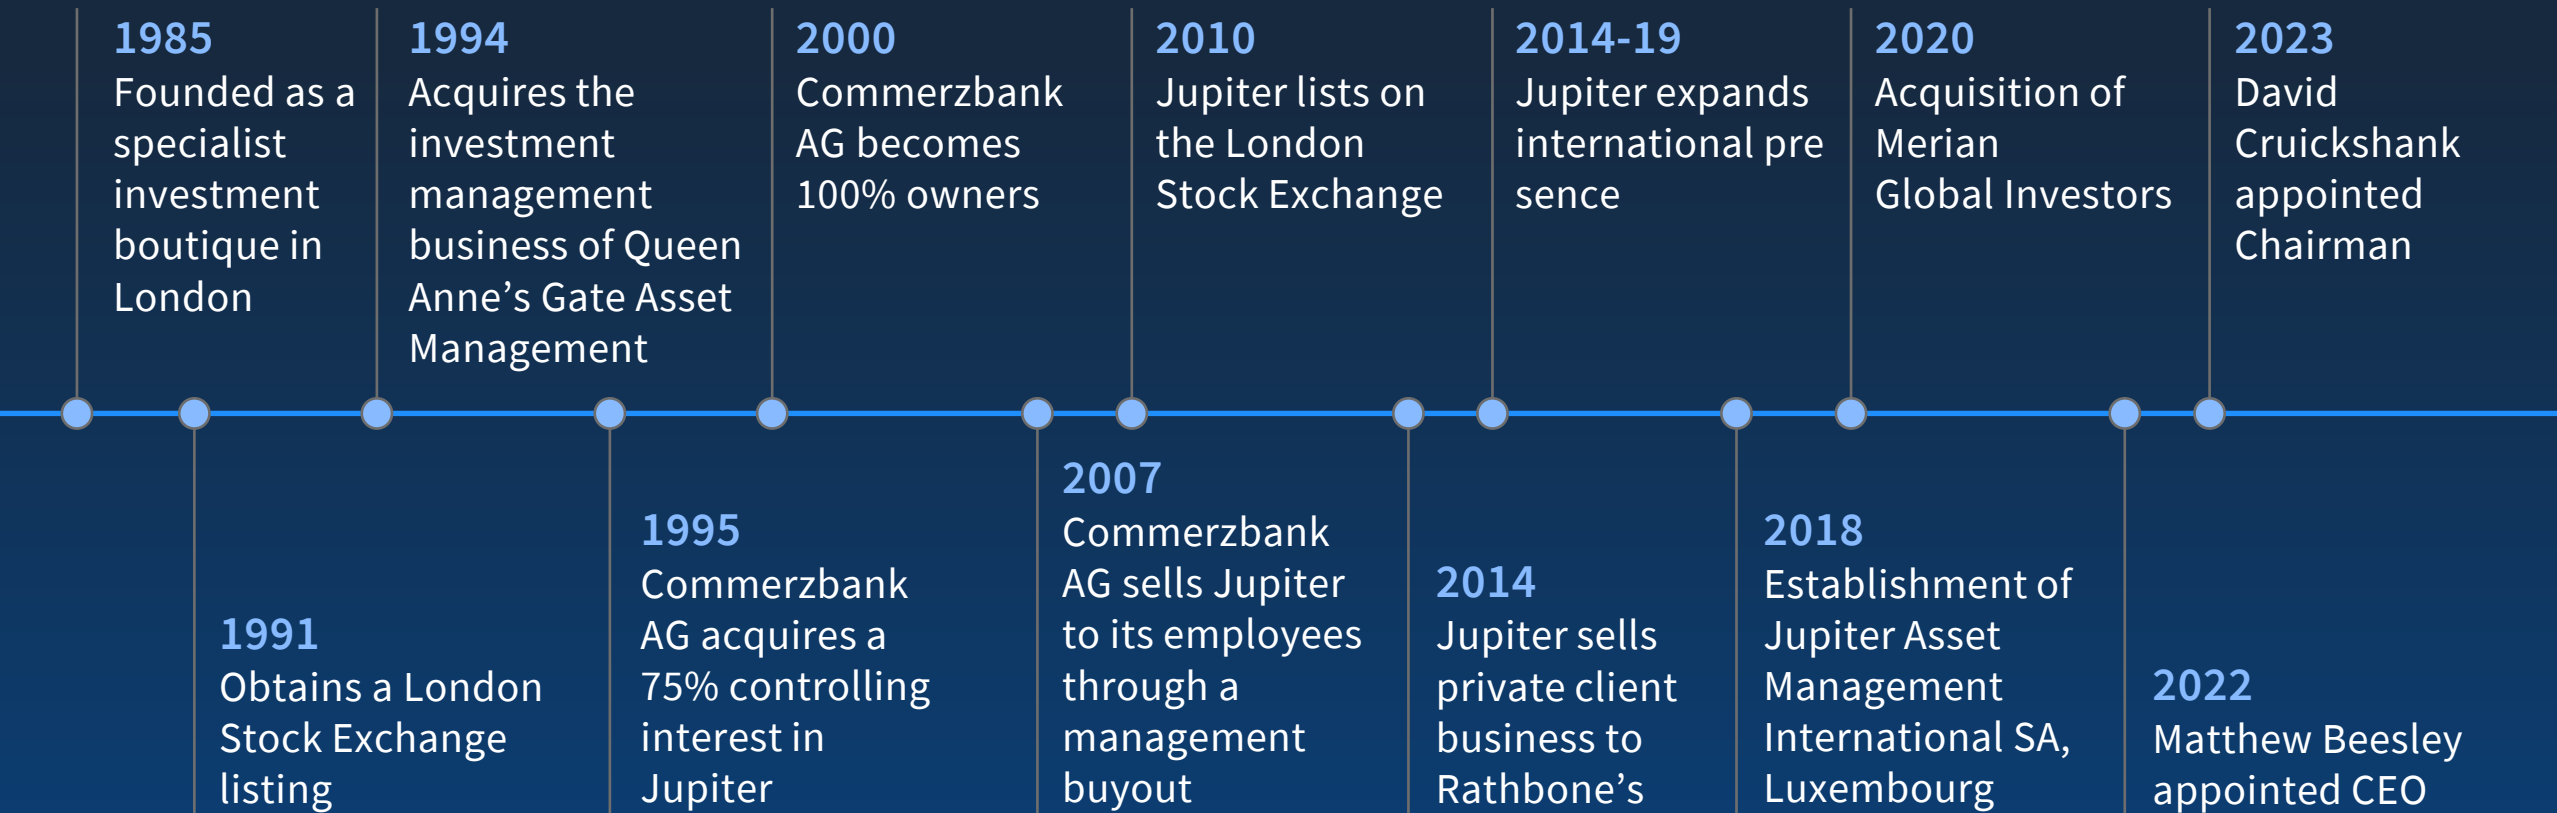 1985
Founded as a
specialist
investment
boutique in
London
1994
Acquires the
investment
management
business of Queen
Anne’s Gate Asset
Management
2000
Commerzbank
AG becomes
100% owners
2010
Jupiter lists on
the London
Stock Exchange
2014-19
Jupiter expands
international pre
sence
2020
Acquisition of
Merian
Global Investors
2023
David
Cruickshank
appointed
Chairman
1991
Obtains a London
Stock Exchange
listing
1995
Commerzbank
AG acquires a
75% controlling
interest in
Jupiter
2007
Commerzbank
AG sells Jupiter
to its employees
through a
management
buyout
2014
Jupiter sells
private client
business to
Rathbone’s
2018
Establishment of
Jupiter Asset
Management
International SA,
Luxembourg
2022
Matthew Beesley
appointed CEO